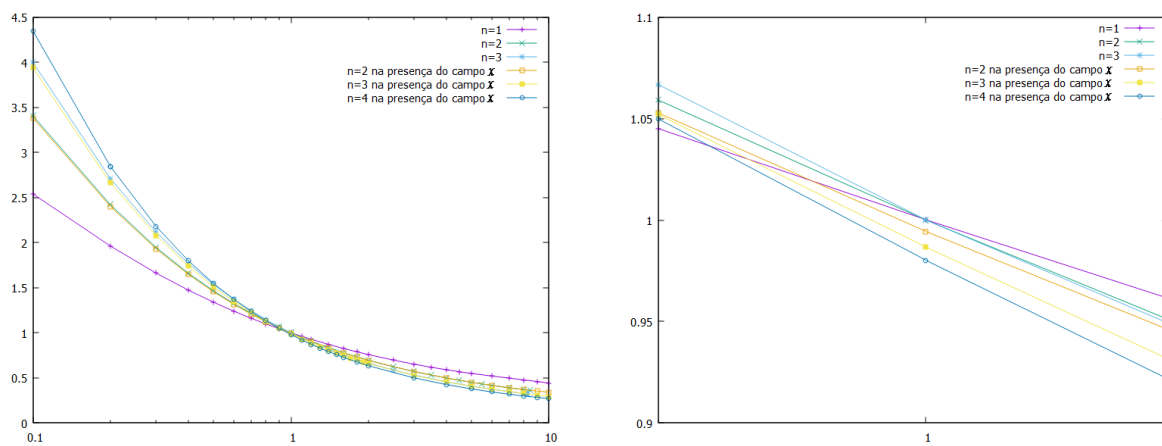 4.5
4
3.5
3
2.5
2
1.5
1
0.5
0
0.1
1
10
n=1
n=2
n=3
n=2 na presença do campo x
n=3 na presença do campo x
n=4 na presença do campo x
1.1
1.05
1
0.95
0.9
1
n=1
n=2
n=3
n=2 na presença do campo x
n=3 na presença do campo x
n=4 na presença do campo x